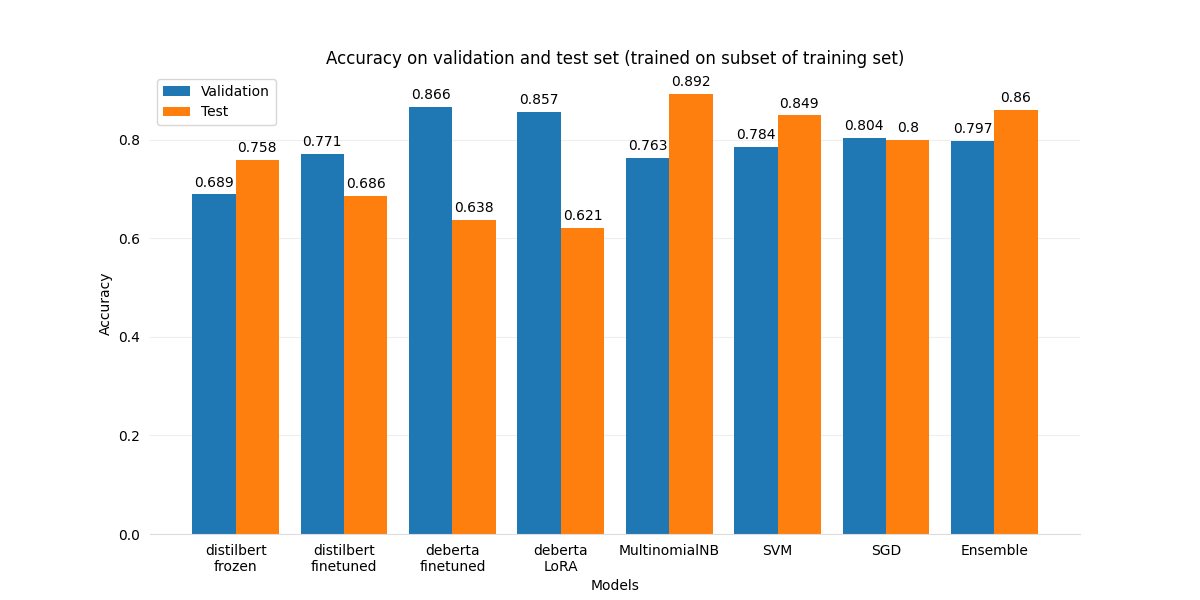 Accuracy on validation and test set (trained on subset of training set)
Validation
Test
Accuracy
0.8
0.6
0.4
0.2
0.0
0.689
0.758
0.771
0.686
0.866
0.638
0.857
0.621
0.763
0.892
0.784
0.849
0.804
0.8
0.797
0.86
distilbert
frozen
distilbert
finetuned
deberta
finetuned
deberta
LoRA
MultinomialNB
SVM
SGD
Ensemble
Models